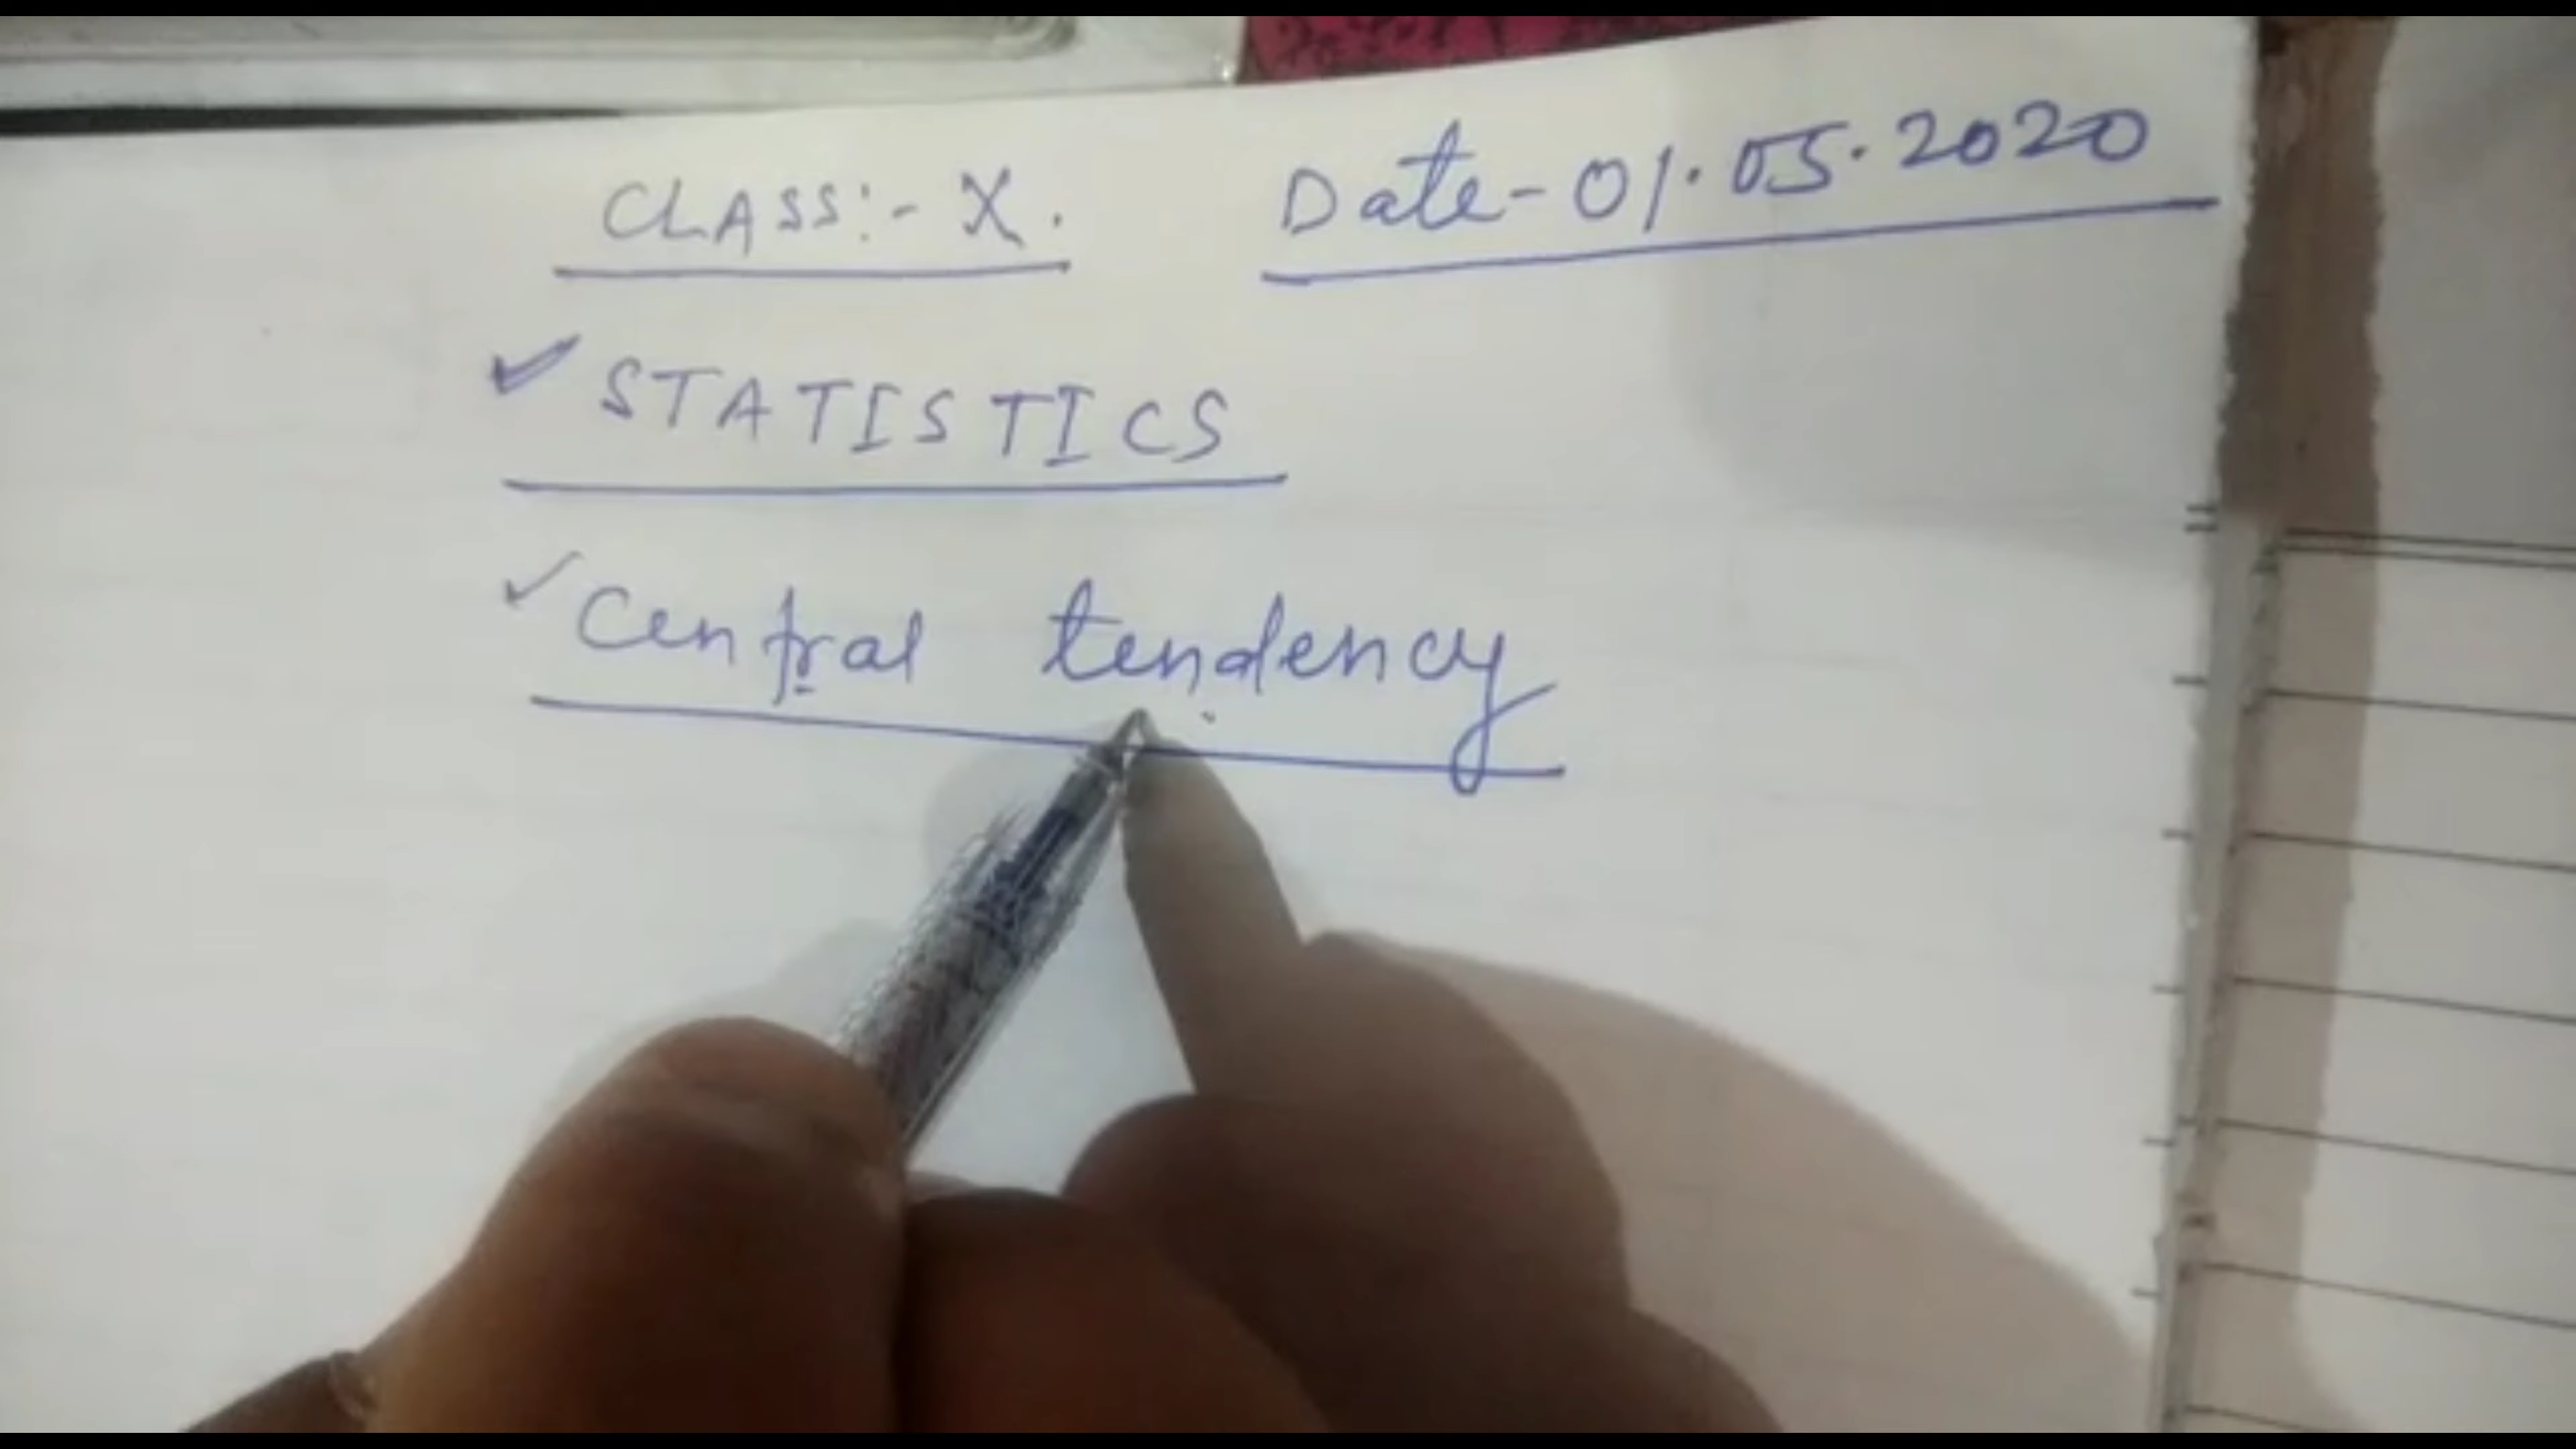 CLASS:- X. Date- 01.05.2020
STATISTICS
Central tendency